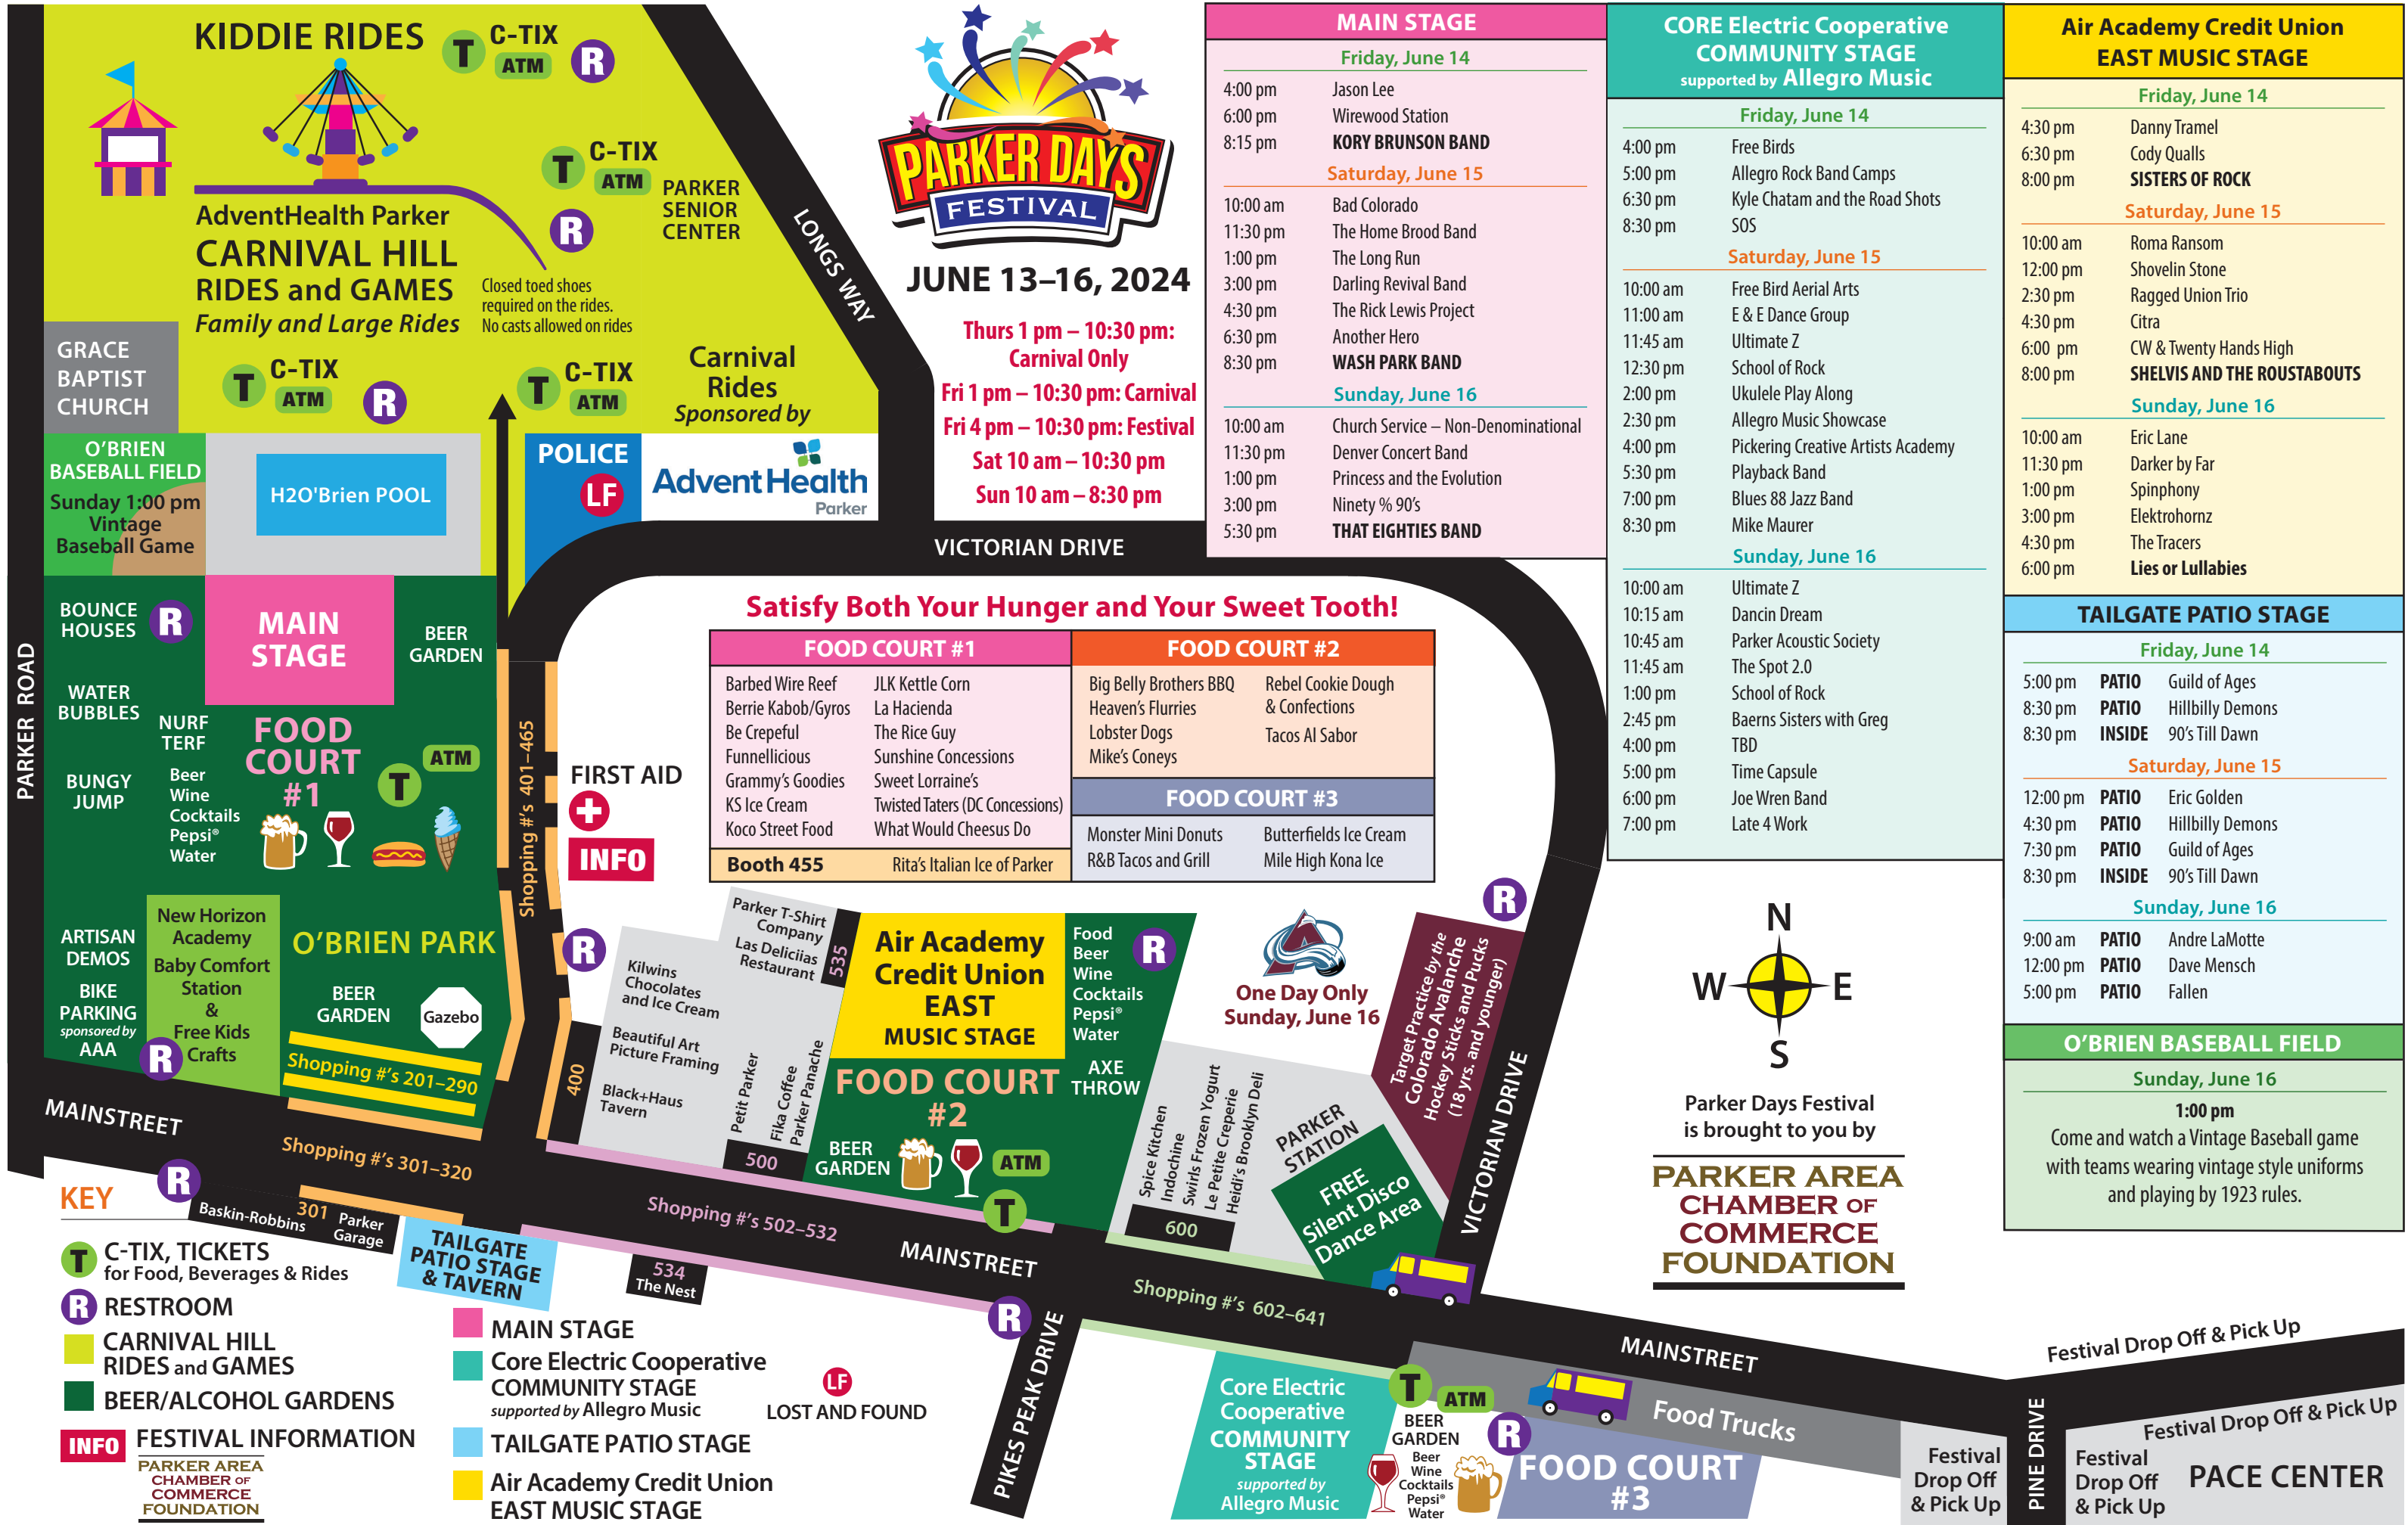 KIDDIE RIDES
T C-TIX
ATM
R
T C-TIX
ATM
R
PARKER
SENIOR
CENTER
AdventHealth Parker
CARNIVAL HILL
RIDES and GAMES
Family and Large Rides
Closed toed shoes
required on the rides.
No casts allowed on rides
LONGS WAY
GRACE
BAPTIST
CHURCH
T C-TIX
ATM
R
T C-TIX
ATM
Carnival
Rides
Sponsored by
AdventHealth
Parker
POLICE
LF
O'BRIEN
BASEBALL FIELD
Sunday 1:00 pm
Vintage
Baseball Game
H2O'Brien POOL
PARKER DAYS
FESTIVAL
JUNE 13–16, 2024
Thurs 1 pm – 10:30 pm:
Carnival Only
Fri 1 pm – 10:30 pm: Carnival
Fri 4 pm – 10:30 pm: Festival
Sat 10 am – 10:30 pm
Sun 10 am – 8:30 pm
VICTORIAN DRIVE
MAIN STAGE
Friday, June 14
4:00 pm Jason Lee
6:00 pm Wirewood Station
8:15 pm KORY BRUNSON BAND
Saturday, June 15
10:00 am Bad Colorado
11:30 pm The Home Brood Band
1:00 pm The Long Run
3:00 pm Darling Revival Band
4:30 pm The Rick Lewis Project
6:30 pm Another Hero
8:30 pm WASH PARK BAND
Sunday, June 16
10:00 am Church Service – Non-Denominational
11:30 pm Denver Concert Band
1:00 pm Princess and the Evolution
3:00 pm Ninety % 90's
5:30 pm THAT EIGHTIES BAND
CORE Electric Cooperative
COMMUNITY STAGE
supported by Allegro Music
Friday, June 14
4:00 pm Free Birds
5:00 pm Allegro Rock Band Camps
6:30 pm Kyle Chatam and the Road Shots
8:30 pm SOS
Saturday, June 15
10:00 am Free Bird Aerial Arts
11:00 am E & E Dance Group
11:45 am Ultimate Z
12:30 pm School of Rock
2:00 pm Ukulele Play Along
2:30 pm Allegro Music Showcase
4:00 pm Pickering Creative Artists Academy
5:30 pm Playback Band
7:00 pm Blues 88 Jazz Band
8:30 pm Mike Maurer
Sunday, June 16
10:00 am Ultimate Z
10:15 am Dancin Dream
10:45 am Parker Acoustic Society
11:45 am The Spot 2.0
1:00 pm School of Rock
2:45 pm Baerns Sisters with Greg
4:00 pm TBD
5:00 pm Time Capsule
6:00 pm Joe Wren Band
7:00 pm Late 4 Work
Air Academy Credit Union
EAST MUSIC STAGE
Friday, June 14
4:30 pm Danny Tramel
6:30 pm Cody Qualls
8:00 pm SISTERS OF ROCK
Saturday, June 15
10:00 am Roma Ransom
12:00 pm Shovelin Stone
2:30 pm Ragged Union Trio
4:30 pm Citra
6:00 pm CW & Twenty Hands High
8:00 pm SHELVIS AND THE ROUSTABOUTS
Sunday, June 16
10:00 am Eric Lane
11:30 pm Darker by Far
1:00 pm Spinphony
3:00 pm Elektrohornz
4:30 pm The Tracers
6:00 pm Lies or Lullabies
TAILGATE PATIO STAGE
Friday, June 14
5:00 pm PATIO Guild of Ages
8:30 pm PATIO Hillbilly Demons
8:30 pm INSIDE 90's Till Dawn
Saturday, June 15
12:00 pm PATIO Eric Golden
4:30 pm PATIO Hillbilly Demons
7:30 pm PATIO Guild of Ages
8:30 pm INSIDE 90's Till Dawn
Sunday, June 16
9:00 am PATIO Andre LaMotte
12:00 pm PATIO Dave Mensch
5:00 pm PATIO Fallen
O'BRIEN BASEBALL FIELD
Sunday, June 16
1:00 pm
Come and watch a Vintage Baseball game
with teams wearing vintage style uniforms
and playing by 1923 rules.
Satisfy Both Your Hunger and Your Sweet Tooth!
FOOD COURT #1
Barbed Wire Reef JLK Kettle Corn
Berrie Kabob/Gyros La Hacienda
Be Crepeful The Rice Guy
Funnellicious Sunshine Concessions
Grammy's Goodies Sweet Lorraine's
KS Ice Cream Twisted Taters (DC Concessions)
Koco Street Food What Would Cheesus Do
Booth 455 Rita's Italian Ice of Parker
FOOD COURT #2
Big Belly Brothers BBQ
Heaven's Flurries
Lobster Dogs
Mike's Coneys
Rebel Cookie Dough
& Confections
Tacos Al Sabor
FOOD COURT #3
Monster Mini Donuts Butterfields Ice Cream
R&B Tacos and Grill Mile High Kona Ice
PARKER ROAD
BOUNCE
HOUSES
R
MAIN
STAGE
BEER
GARDEN
WATER
BUBBLES
NURF
TERF
FOOD
COURT
#1
T
ATM
BUNGY
JUMP
Beer
Wine
Cocktails
Pepsi®
Water
Shopping #'s 401–465
FIRST AID
INFO
ARTISAN
DEMOS
BIKE
PARKING
sponsored by
AAA
R
New Horizon
Academy
Baby Comfort
Station
&
Free Kids
Crafts
O'BRIEN PARK
BEER
GARDEN
Gazebo
Shopping #'s 201–290
R
400
Kilwins
Chocolates
and Ice Cream
Beautiful Art
Picture Framing
Black+Haus
Tavern
Parker T-Shirt
Company
Las Deliciias
Restaurant
535
Petit Parker
Fika Coffee
Parker Panache
500
Air Academy
Credit Union
EAST
MUSIC STAGE
FOOD COURT
#2
BEER
GARDEN
ATM
T
Food
Beer
Wine
Cocktails
Pepsi®
Water
R
AXE
THROW
One Day Only
Sunday, June 16
R
Target Practice by the
Colorado Avalanche
Hockey Sticks and Pucks
(18 yrs. and younger)
Spice Kitchen
Indochine
Swirls Frozen Yogurt
Le Petite Creperie
Heidi's Brooklyn Deli
600
PARKER
STATION
FREE
Silent Disco
Dance Area
VICTORIAN DRIVE
N
W E
S
Parker Days Festival
is brought to you by
PARKER AREA
CHAMBER OF
COMMERCE
FOUNDATION
MAINSTREET
Shopping #'s 301–320
R
Baskin-Robbins
301
Parker
Garage
TAILGATE
PATIO STAGE
& TAVERN
Shopping #'s 502–532
534
The Nest
MAINSTREET
R
PIKES PEAK DRIVE
Shopping #'s 602–641
MAINSTREET
Core Electric
Cooperative
COMMUNITY
STAGE
supported by
Allegro Music
T
ATM
BEER
GARDEN
Beer
Wine
Cocktails
Pepsi®
Water
R
Food Trucks
FOOD COURT
#3
Festival Drop Off & Pick Up
Festival Drop Off & Pick Up
Festival
Drop Off
& Pick Up
PINE DRIVE
Festival
Drop Off
& Pick Up
PACE CENTER
KEY
T C-TIX, TICKETS
for Food, Beverages & Rides
R RESTROOM
CARNIVAL HILL
RIDES and GAMES
BEER/ALCOHOL GARDENS
INFO FESTIVAL INFORMATION
PARKER AREA
CHAMBER OF
COMMERCE
FOUNDATION
MAIN STAGE
Core Electric Cooperative
COMMUNITY STAGE
supported by Allegro Music
TAILGATE PATIO STAGE
Air Academy Credit Union
EAST MUSIC STAGE
LF
LOST AND FOUND